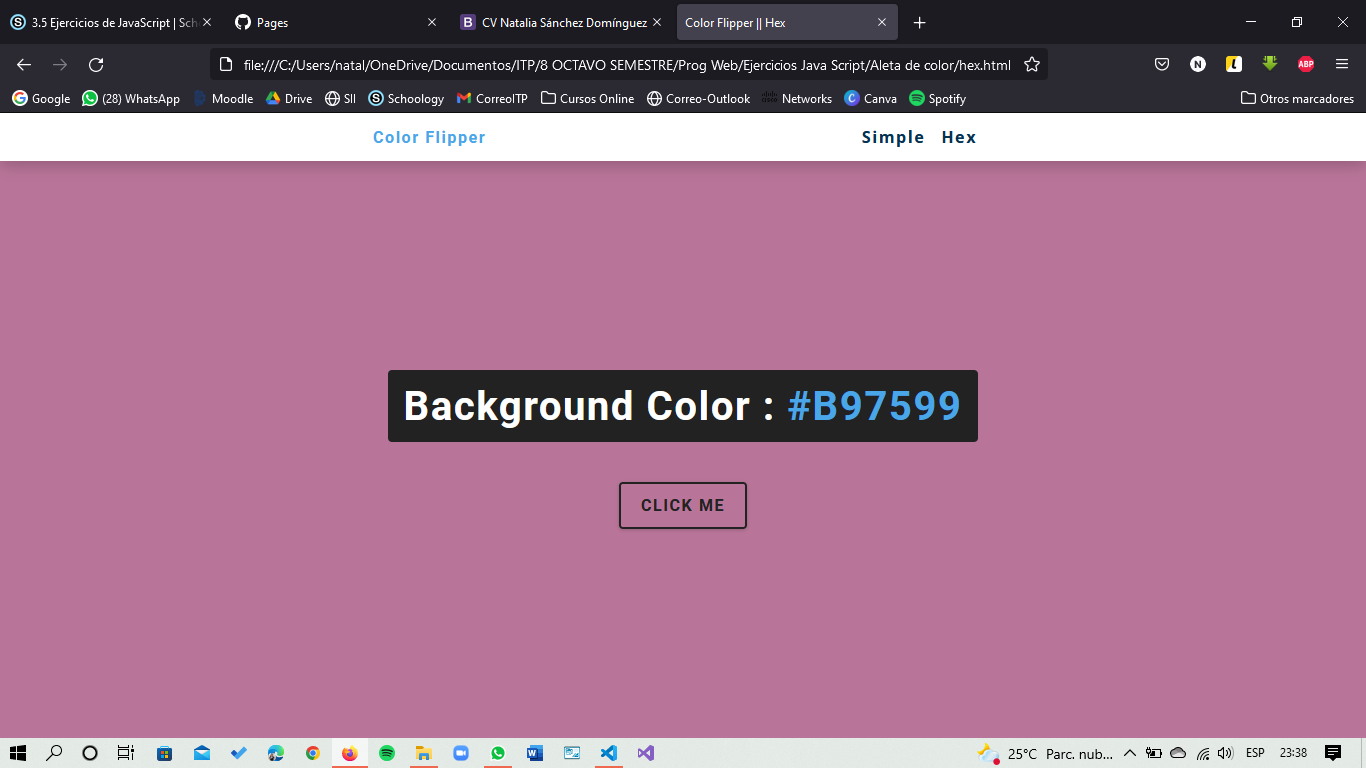 3.5 Ejercicios de JavaScript | Sch
Pages
CV Natalia Sánchez Domínguez
Color Flipper || Hex
file:///C:/Users/natal/OneDrive/Documentos/ITP/8 OCTAVO SEMESTRE/Prog Web/Ejercicios Java Script/Aleta de color/hex.html
N
ABP
Google
(28) WhatsApp
Moodle
Drive
SII
Schoology
CorreoITP
Cursos Online
Correo-Outlook
Networks
Canva
Spotify
Otros marcadores
Color Flipper
Simple
Hex
Background Color : #B97599
CLICK ME
25°C Parc. nub...
ESP
23:38